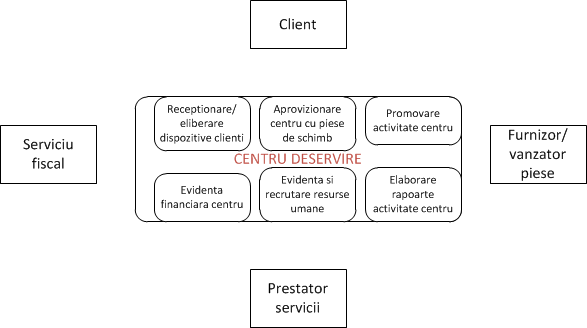 Client
Receptionare/
eliberare
dispozitive clienti
Aprovizionare
centru cu piese
de schimb
Promovare
activitate centru
Serviciu
fiscal
CENTRU DESERVIRE
Furnizor/
vanzator
piese
Evidenta
financiara centru
Evidenta si
recrutare resurse
umane
Elaborare
rapoarte
activitate centru
Prestator
servicii